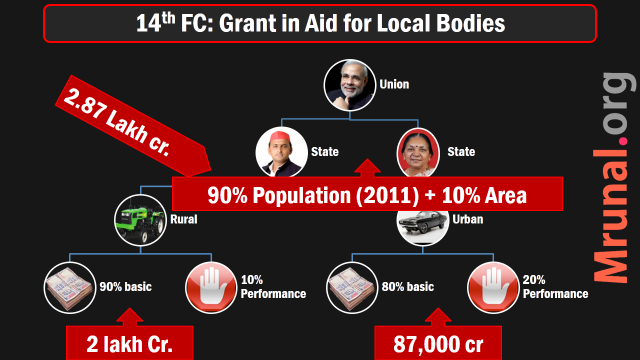 14th FC: Grant in Aid for Local Bodies
Union
2.87 Lakh cr.
State
State
90% Population (2011) + 10% Area
Rural
Urban
90% basic
10%
Performance
80% basic
20%
Performance
2 lakh Cr.
87,000 cr
Mrunal.org